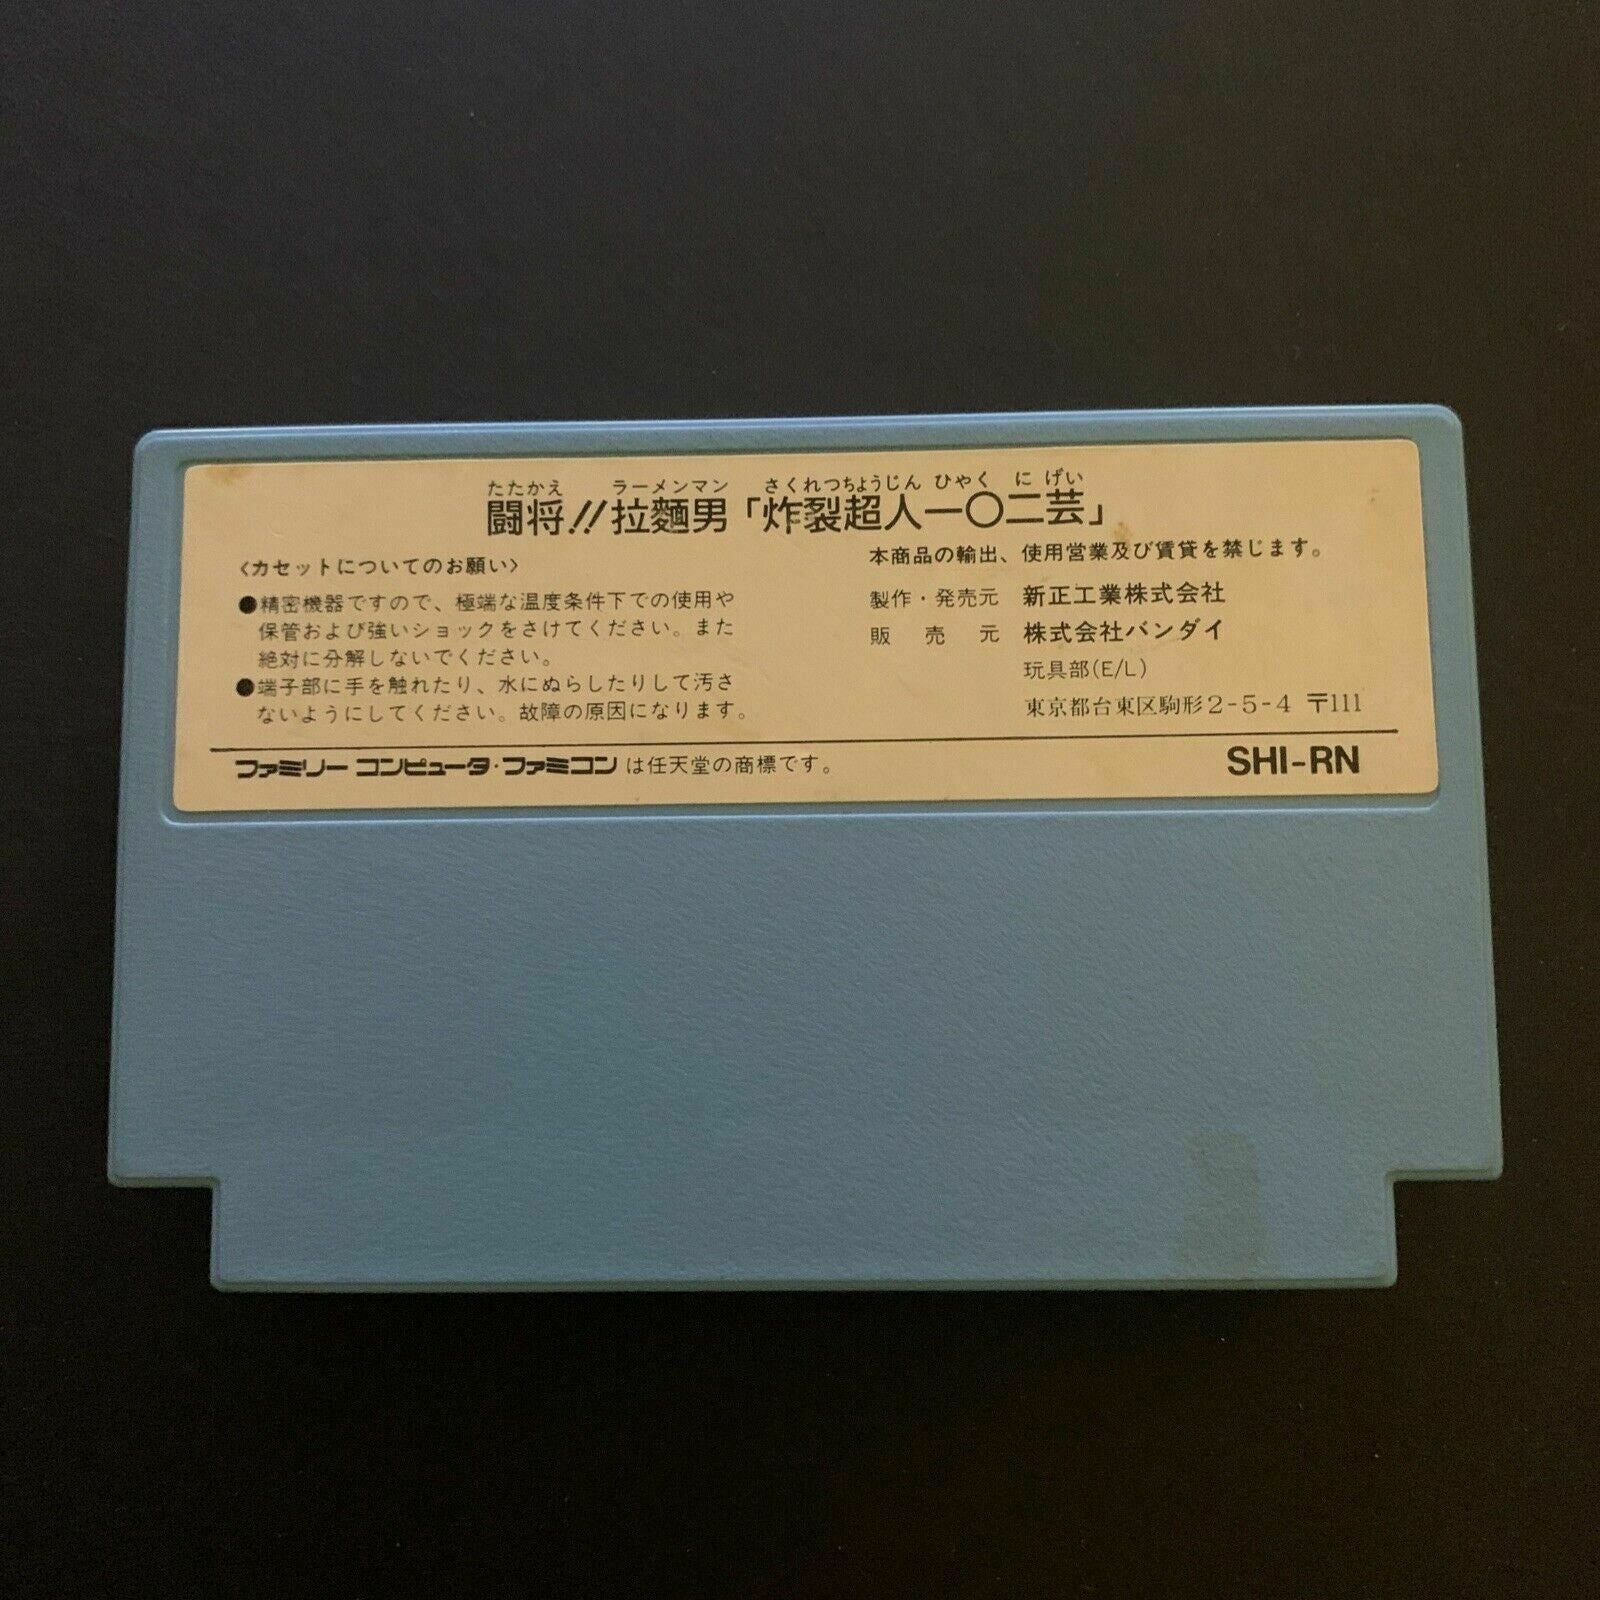 たたかえ ラーメンマン さくれつちょうじん ひゃく に げい
闘将!!拉麵男「炸裂超人一〇二芸」
〈カセットについてのお願い〉
●精密機器ですので、極端な温度条件下での使用や
保管および強いショックをさけてください。また
絶対に分解しないでください。
●端子部に手を触れたり、水にぬらしたりして汚さ
ないようにしてください。故障の原因になります。
本商品の輸出、使用営業及び賃貸を禁じます。
製作・発売元 新正工業株式会社
販売元 株式会社バンダイ
玩具部(E/L)
東京都台東区駒形2-5-4 〒111
ファミリー コンピュータ・ファミコン は任天堂の商標です。
SHI-RN